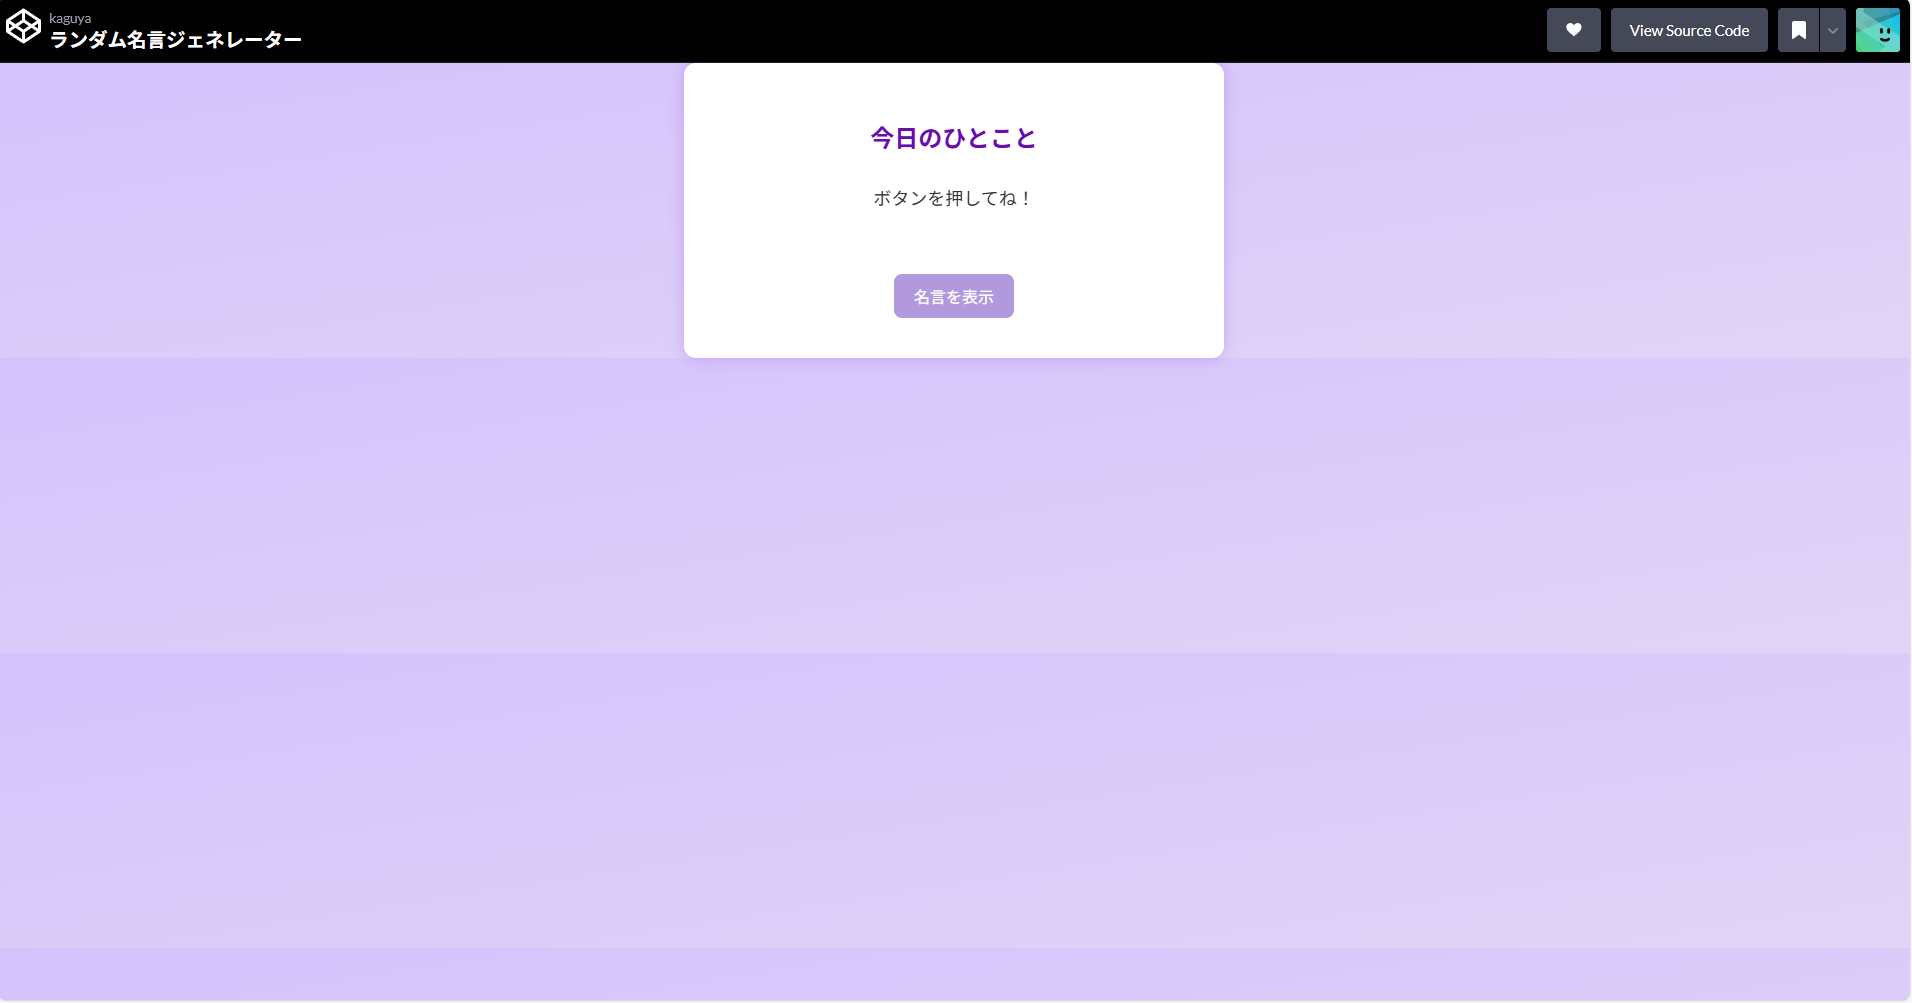 kaguya
ランダム名言ジェネレーター
View Source Code
今日のひとこと
ボタンを押してね！
名言を表示